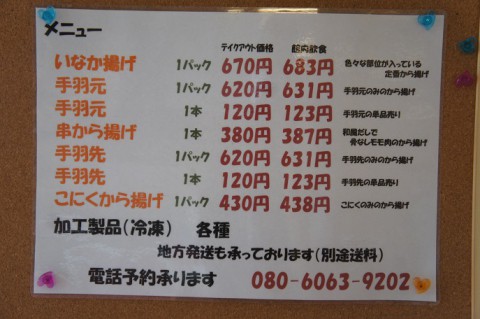 メニュー
テイクアウト価格 店内飲食
いなか揚げ 1パック 670円 683円 色々な部位が入っている
定番から揚げ
手羽元 1パック 620円 631円 手羽元のみのから揚げ
手羽元 1本 120円 123円 手羽元の単品売り
串から揚げ 1本 380円 387円 和風だしで
骨なしモモ肉のから揚げ
手羽先 1パック 620円 631円 手羽先のみのから揚げ
手羽先 1本 120円 123円 手羽先の単品売り
こにくから揚げ 1パック 430円 438円 こにくのみのから揚げ
加工製品(冷凍) 各種
地方発送も承っております(別途送料)
電話予約承ります 080-6063-9202